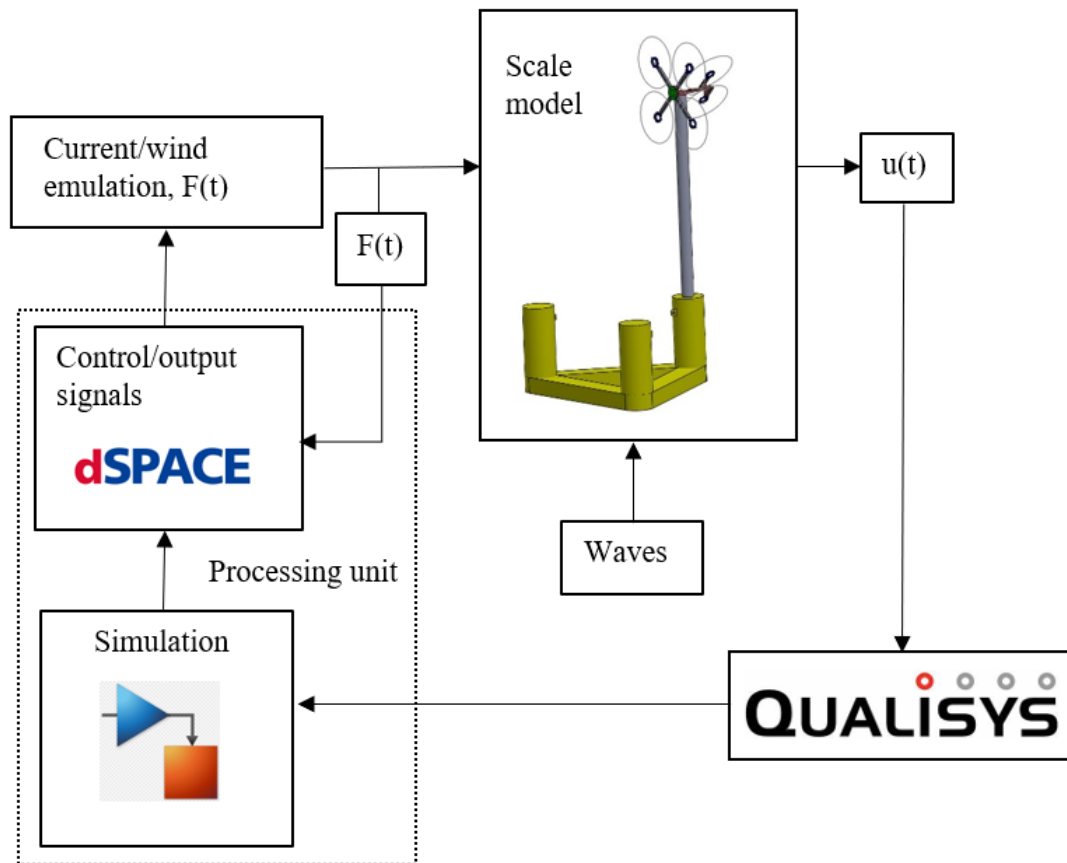 Scale
model
Current/wind
emulation, F(t)
u(t)
F(t)
Control/output
signals
dSPACE
Waves
Processing unit
Simulation
QUALISYS